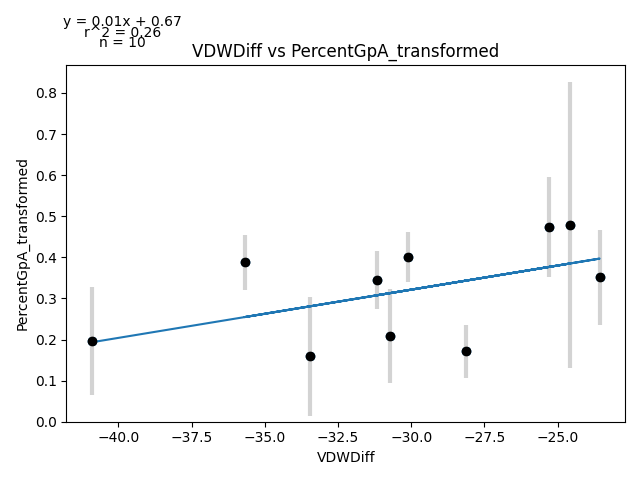 y = 0.01x + 0.67
r^2 = 0.26
n = 10
VDWDiff vs PercentGpA_transformed
PercentGpA_transformed
0.8
0.7
0.6
0.5
0.4
0.3
0.2
0.1
0.0
−40.0 −37.5 −35.0 −32.5 −30.0 −27.5 −25.0
VDWDiff